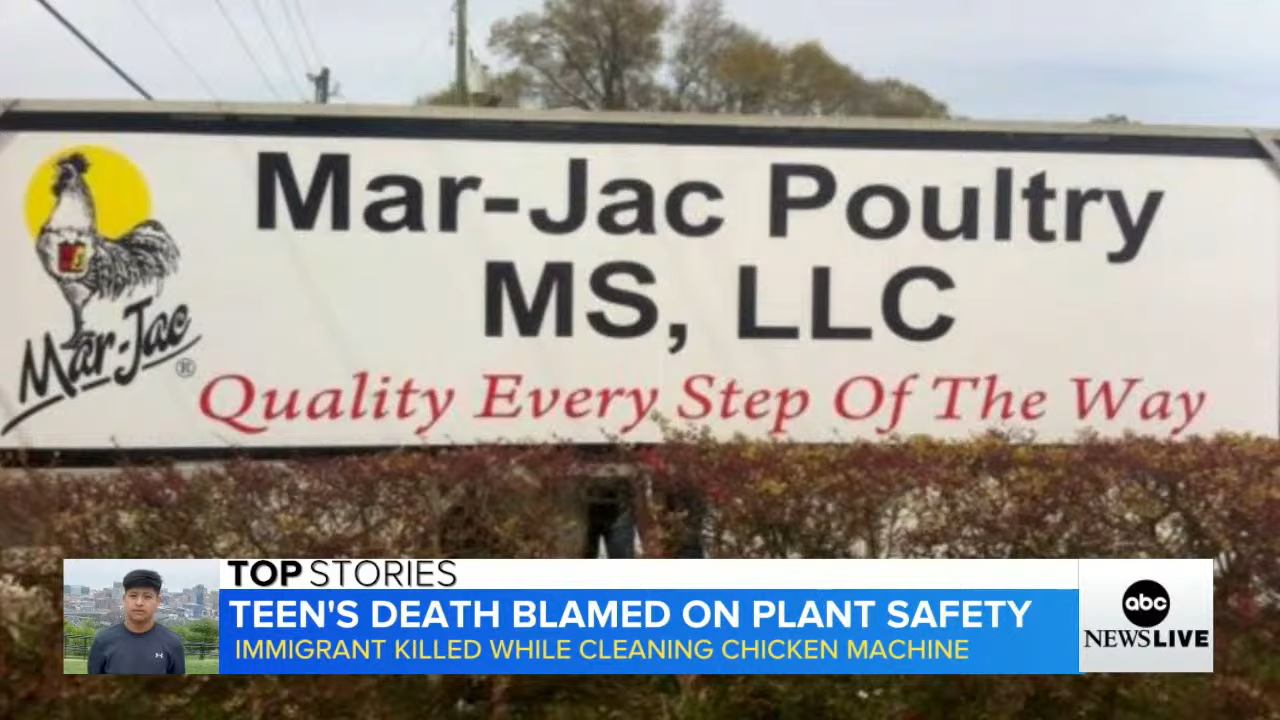 Mar-Jac Poultry
MS, LLC
Mar-Jac®
Quality Every Step Of The Way
TOP STORIES
TEEN'S DEATH BLAMED ON PLANT SAFETY
IMMIGRANT KILLED WHILE CLEANING CHICKEN MACHINE
abc
NEWS LIVE